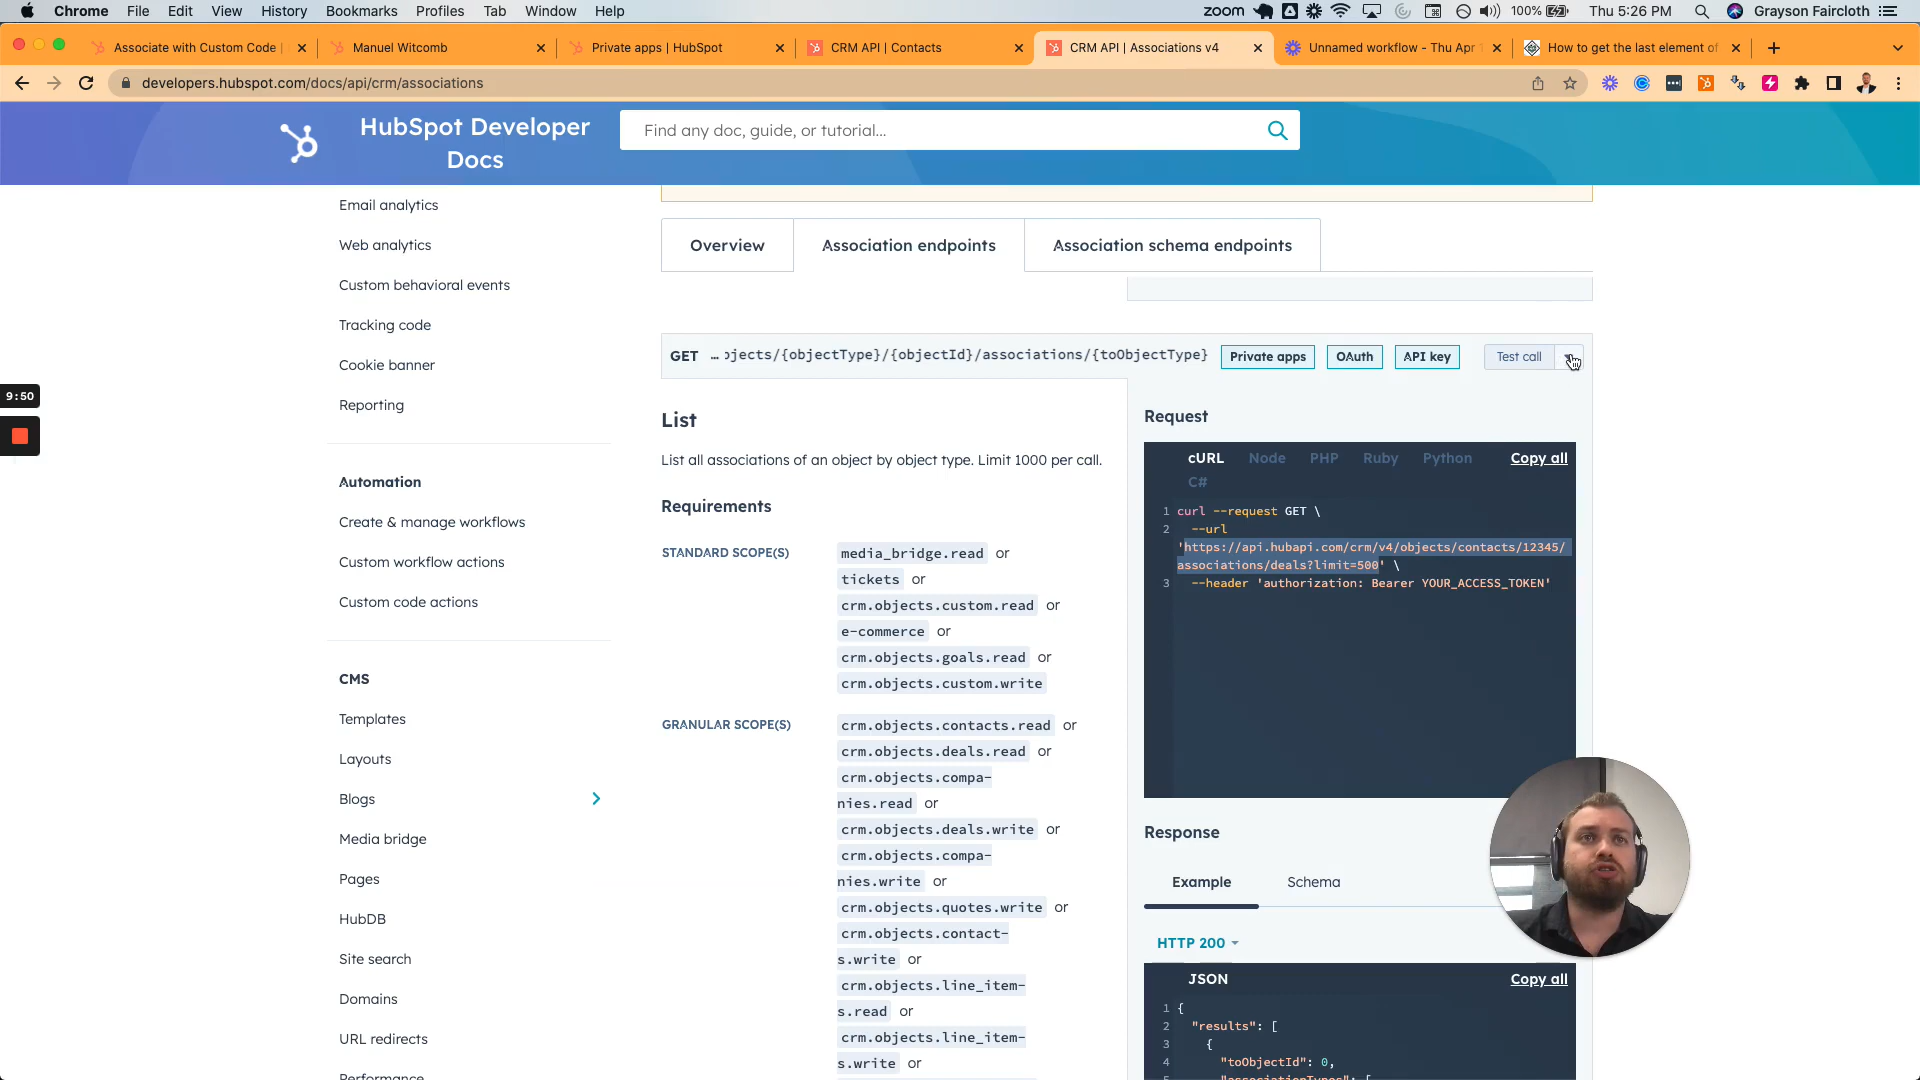 Chrome File Edit View History Bookmarks Profiles Tab Window Help zoom 100% Thu 5:26 PM Grayson Faircloth
Associate with Custom Code | Manuel Witcomb Private apps | HubSpot CRM API | Contacts CRM API | Associations v4 Unnamed workflow - Thu Apr 1 How to get the last element of
developers.hubspot.com/docs/api/crm/associations
HubSpot Developer
Docs
Find any doc, guide, or tutorial...
Email analytics
Web analytics
Custom behavioral events
Tracking code
Cookie banner
Reporting
Automation
Create & manage workflows
Custom workflow actions
Custom code actions
CMS
Templates
Layouts
Blogs
Media bridge
Pages
HubDB
Site search
Domains
URL redirects
Performance
9:50
Overview Association endpoints Association schema endpoints
GET … ojects/{objectType}/{objectId}/associations/{toObjectType} Private apps OAuth API key Test call
List
List all associations of an object by object type. Limit 1000 per call.
Requirements
STANDARD SCOPE(S) media_bridge.read or
tickets or
crm.objects.custom.read or
e-commerce or
crm.objects.goals.read or
crm.objects.custom.write
GRANULAR SCOPE(S) crm.objects.contacts.read or
crm.objects.deals.read or
crm.objects.compa-
nies.read or
crm.objects.deals.write or
crm.objects.compa-
nies.write or
crm.objects.quotes.write or
crm.objects.contact-
s.write or
crm.objects.line_item-
s.read or
crm.objects.line_item-
s.write or
Request
cURL Node PHP Ruby Python Copy all
C#
1 curl --request GET \
2 --url
'https://api.hubapi.com/crm/v4/objects/contacts/12345/
associations/deals?limit=500' \
3 --header 'authorization: Bearer YOUR_ACCESS_TOKEN'
Response
Example Schema
HTTP 200
JSON Copy all
1 {
2 "results": [
3 {
4 "toObjectId": 0,
5 "associationTypes": [